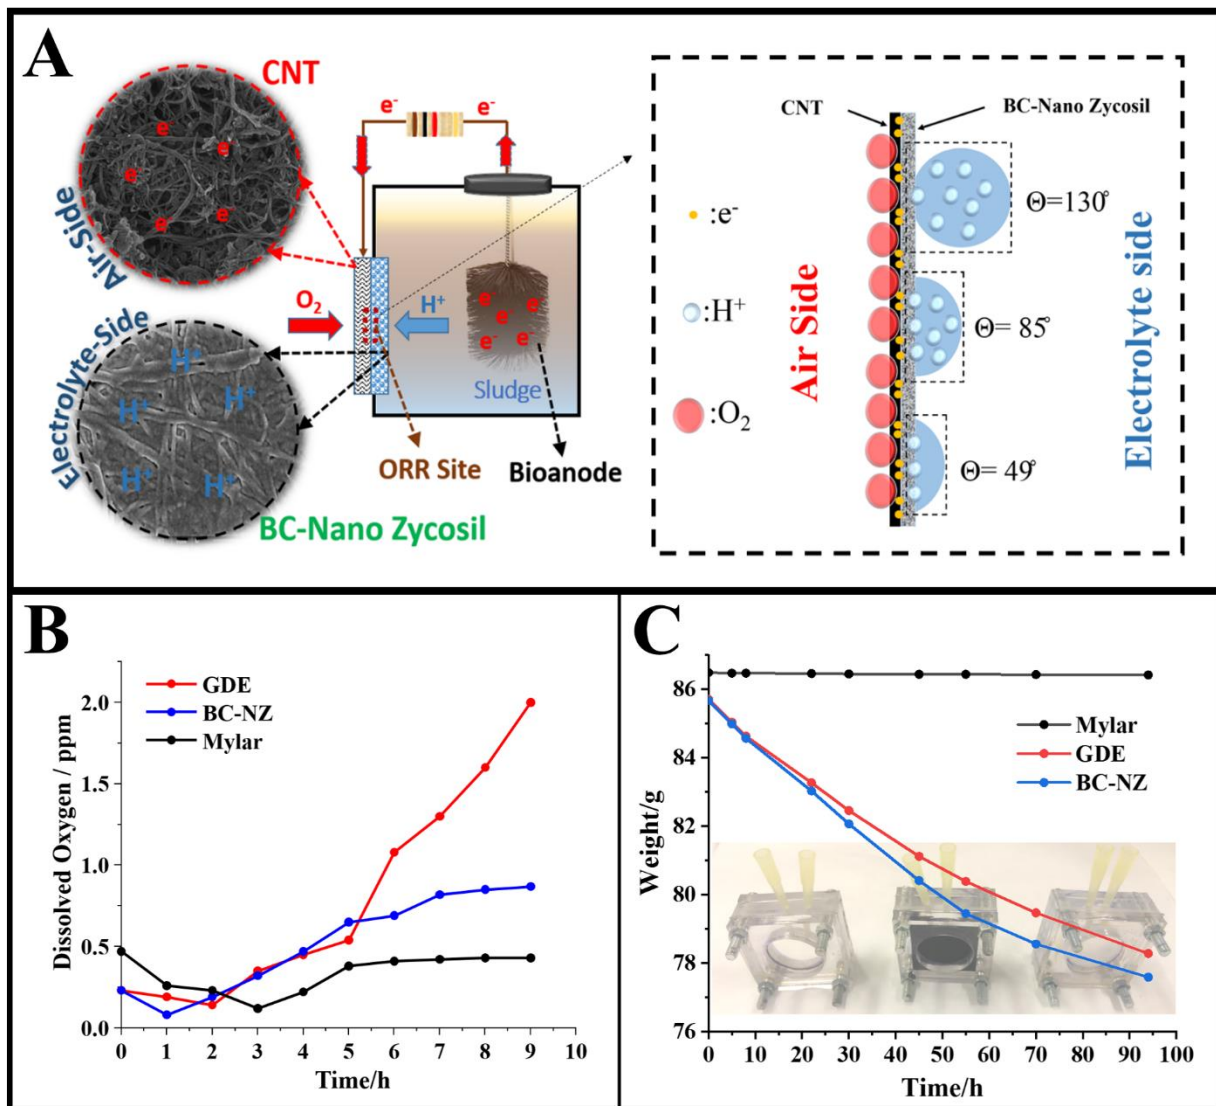 A
CNT
e⁻
e⁻
e⁻
e⁻
e⁻
Air-Side
e⁻
e⁻
O₂
H⁺
e⁻
e⁻
e⁻
e⁻
e⁻
Sludge
H⁺
H⁺
H⁺
H⁺
H⁺
Electrolyte-Side
ORR Site
Bioanode
BC-Nano Zycosil
CNT
BC-Nano Zycosil
:e⁻
:H⁺
:O₂
Air Side
Θ=130°
Θ= 85°
Θ= 49°
Electrolyte side
B
GDE
BC-NZ
Mylar
Dissolved Oxygen / ppm
2.0
1.5
1.0
0.5
0.0
0 1 2 3 4 5 6 7 8 9 10
Time/h
C
Mylar
GDE
BC-NZ
Weight/g
86
84
82
80
78
76
0 10 20 30 40 50 60 70 80 90 100
Time/h